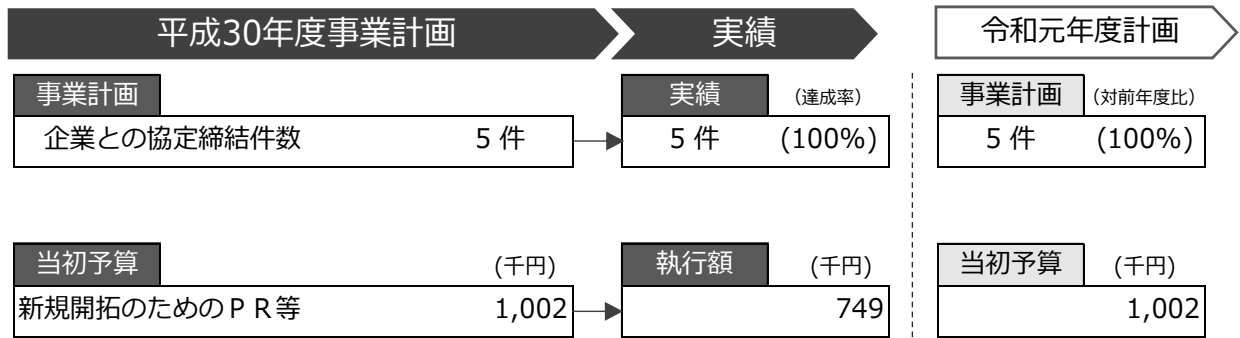 平成30年度事業計画 実績 令和元年度計画
事業計画 実績 (達成率) 事業計画 (対前年度比)
企業との協定締結件数 5 件 5 件 (100%) 5 件 (100%)
当初予算 (千円) 執行額 (千円) 当初予算 (千円)
新規開拓のためのＰＲ等 1,002 749 1,002